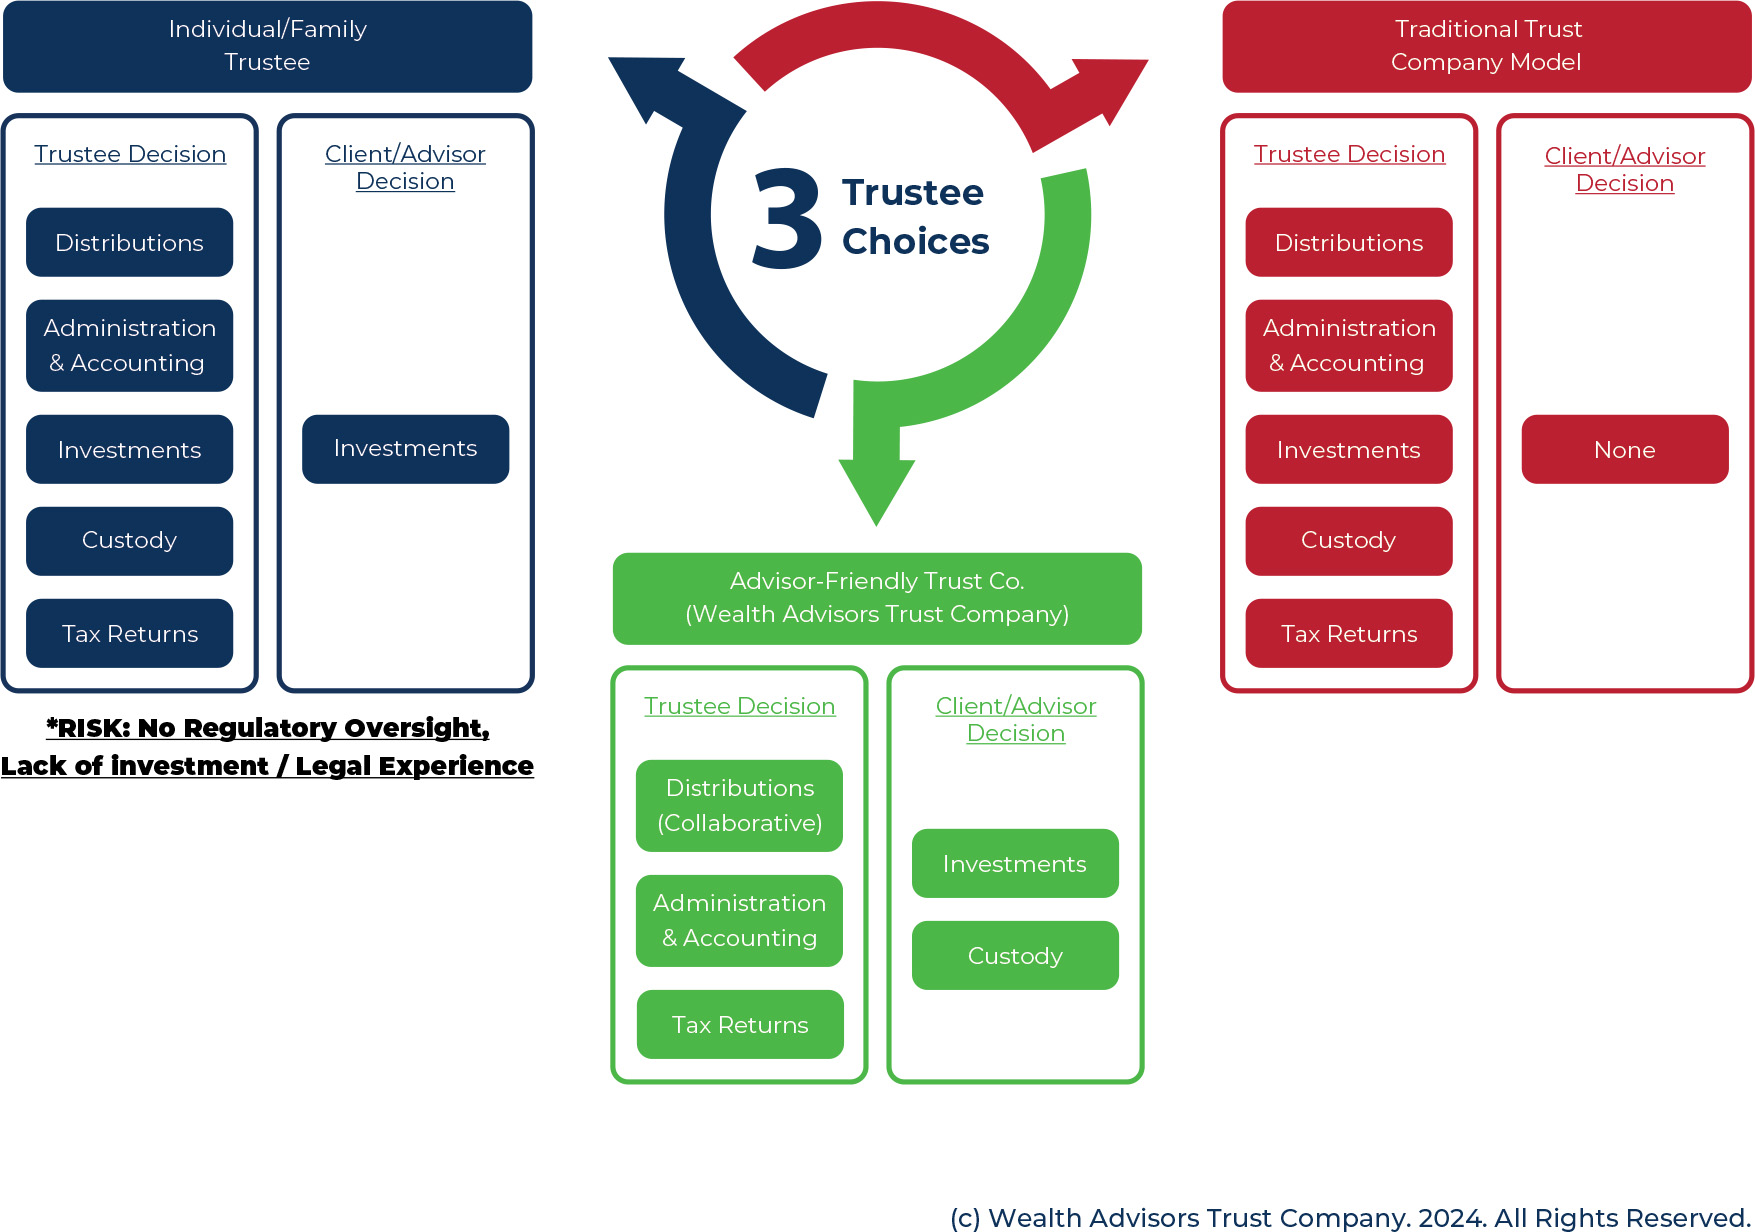 Individual/Family
Trustee
Trustee Decision
Distributions
Administration
& Accounting
Investments
Custody
Tax Returns
Client/Advisor
Decision
Investments
*RISK: No Regulatory Oversight,
Lack of investment / Legal Experience
3
Trustee
Choices
Advisor-Friendly Trust Co.
(Wealth Advisors Trust Company)
Trustee Decision
Distributions
(Collaborative)
Administration
& Accounting
Tax Returns
Client/Advisor
Decision
Investments
Custody
Traditional Trust
Company Model
Trustee Decision
Distributions
Administration
& Accounting
Investments
Custody
Tax Returns
Client/Advisor
Decision
None
(c) Wealth Advisors Trust Company. 2024. All Rights Reserved.